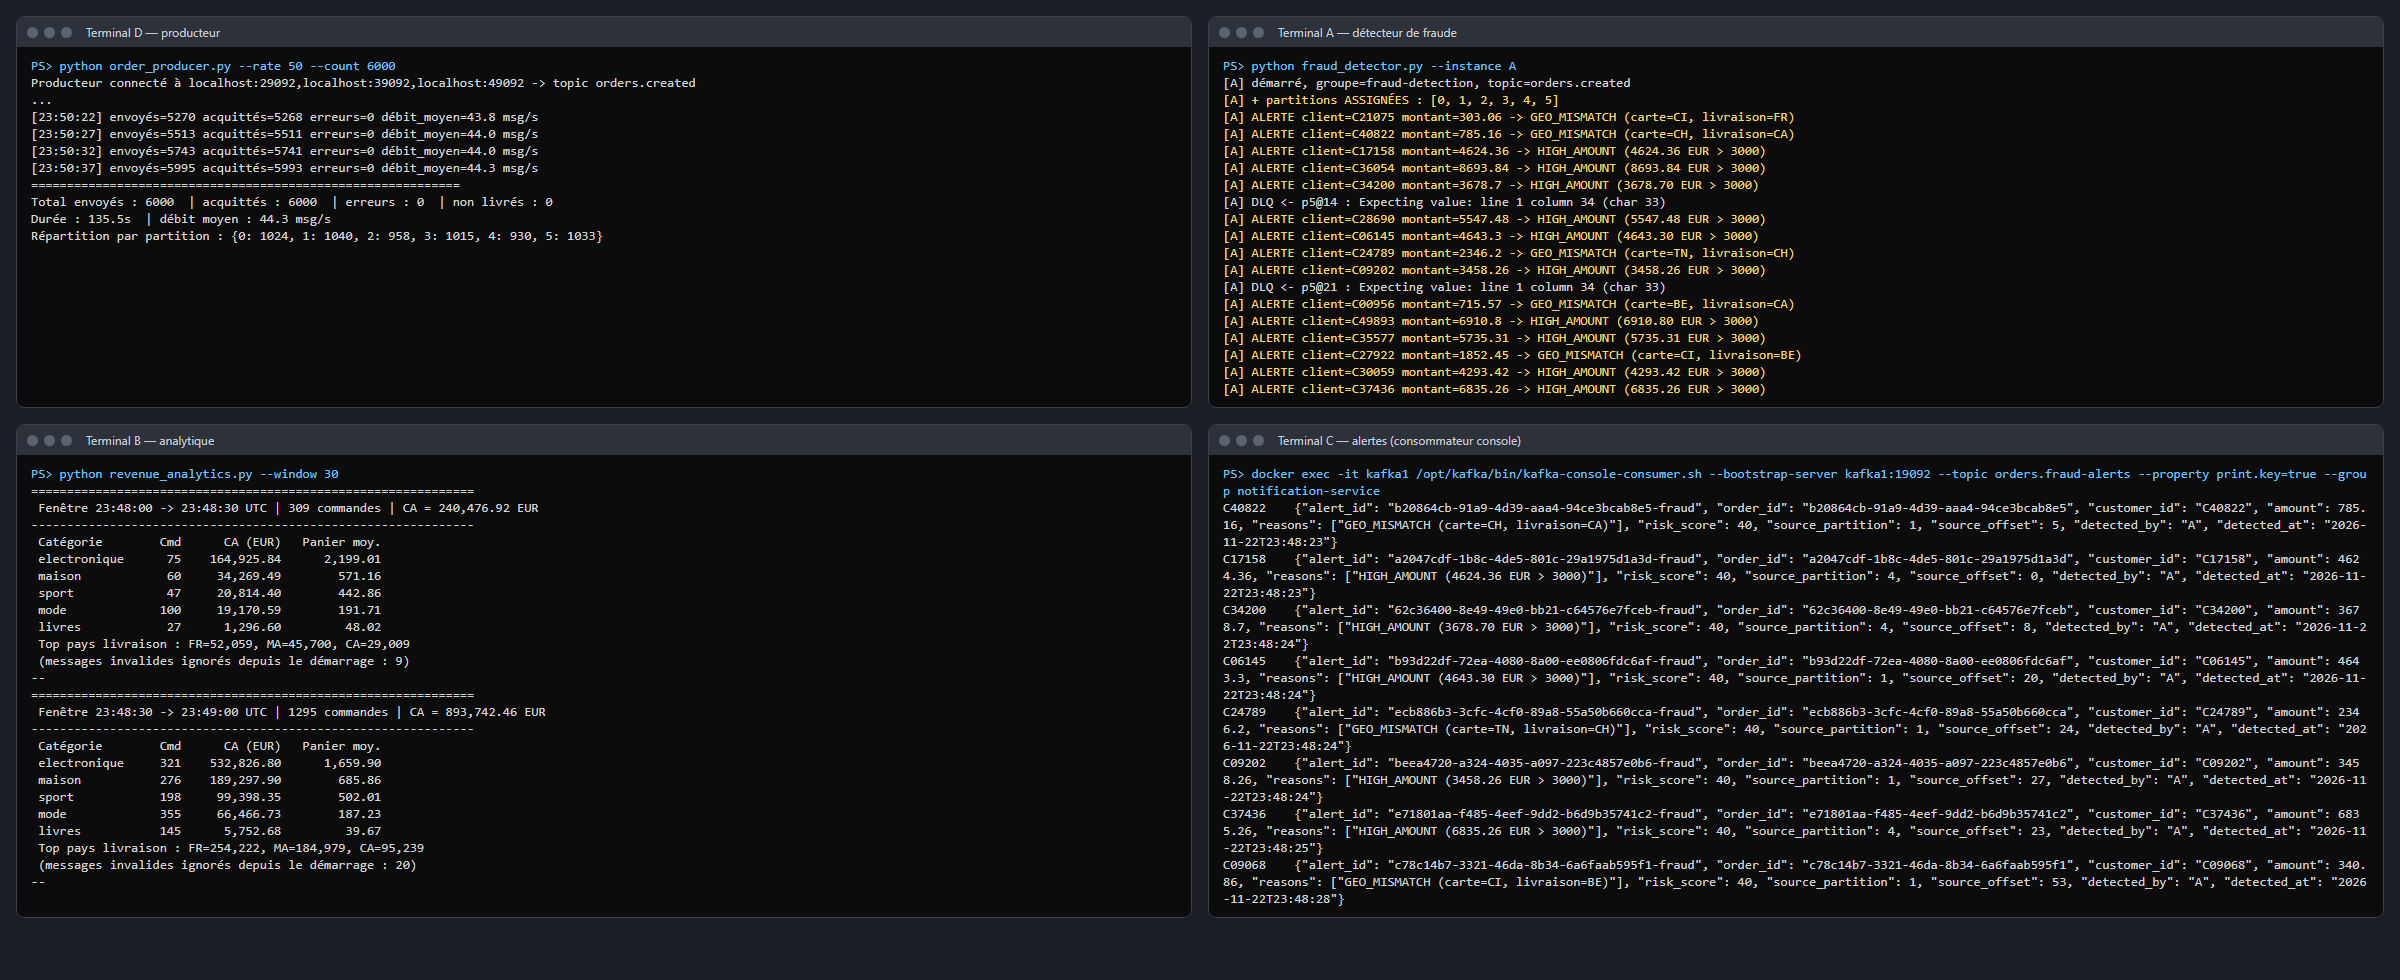 Terminal D — producteur
PS> python order_producer.py --rate 50 --count 6000
Producteur connecté à localhost:29092,localhost:39092,localhost:49092 -> topic orders.created
...
[23:50:22] envoyés=5270 acquittés=5268 erreurs=0 débit_moyen=43.8 msg/s
[23:50:27] envoyés=5513 acquittés=5511 erreurs=0 débit_moyen=44.0 msg/s
[23:50:32] envoyés=5743 acquittés=5741 erreurs=0 débit_moyen=44.0 msg/s
[23:50:37] envoyés=5995 acquittés=5993 erreurs=0 débit_moyen=44.3 msg/s
============================================================
Total envoyés : 6000  | acquittés : 6000  | erreurs : 0  | non livrés : 0
Durée : 135.5s  | débit moyen : 44.3 msg/s
Répartition par partition : {0: 1024, 1: 1040, 2: 958, 3: 1015, 4: 930, 5: 1033}
Terminal A — détecteur de fraude
PS> python fraud_detector.py --instance A
[A] démarré, groupe=fraud-detection, topic=orders.created
[A] + partitions ASSIGNÉES : [0, 1, 2, 3, 4, 5]
[A] ALERTE client=C21075 montant=303.06 -> GEO_MISMATCH (carte=CI, livraison=FR)
[A] ALERTE client=C40822 montant=785.16 -> GEO_MISMATCH (carte=CH, livraison=CA)
[A] ALERTE client=C17158 montant=4624.36 -> HIGH_AMOUNT (4624.36 EUR > 3000)
[A] ALERTE client=C36054 montant=8693.84 -> HIGH_AMOUNT (8693.84 EUR > 3000)
[A] ALERTE client=C34200 montant=3678.7 -> HIGH_AMOUNT (3678.70 EUR > 3000)
[A] DLQ <- p5@14 : Expecting value: line 1 column 34 (char 33)
[A] ALERTE client=C28690 montant=5547.48 -> HIGH_AMOUNT (5547.48 EUR > 3000)
[A] ALERTE client=C06145 montant=4643.3 -> HIGH_AMOUNT (4643.30 EUR > 3000)
[A] ALERTE client=C24789 montant=2346.2 -> GEO_MISMATCH (carte=TN, livraison=CH)
[A] ALERTE client=C09202 montant=3458.26 -> HIGH_AMOUNT (3458.26 EUR > 3000)
[A] DLQ <- p5@21 : Expecting value: line 1 column 34 (char 33)
[A] ALERTE client=C00956 montant=715.57 -> GEO_MISMATCH (carte=BE, livraison=CA)
[A] ALERTE client=C49893 montant=6910.8 -> HIGH_AMOUNT (6910.80 EUR > 3000)
[A] ALERTE client=C35577 montant=5735.31 -> HIGH_AMOUNT (5735.31 EUR > 3000)
[A] ALERTE client=C27922 montant=1852.45 -> GEO_MISMATCH (carte=CI, livraison=BE)
[A] ALERTE client=C30059 montant=4293.42 -> HIGH_AMOUNT (4293.42 EUR > 3000)
[A] ALERTE client=C37436 montant=6835.26 -> HIGH_AMOUNT (6835.26 EUR > 3000)
Terminal B — analytique
PS> python revenue_analytics.py --window 30
==============================================================
Fenêtre 23:48:00 -> 23:48:30 UTC | 309 commandes | CA = 240,476.92 EUR
--------------------------------------------------------------
Catégorie        Cmd      CA (EUR)   Panier moy.
electronique      75    164,925.84      2,199.01
maison            60     34,269.49        571.16
sport             47     20,814.40        442.86
mode             100     19,170.59        191.71
livres            27      1,296.60         48.02
Top pays livraison : FR=52,059, MA=45,700, CA=29,009
(messages invalides ignorés depuis le démarrage : 9)
--
==============================================================
Fenêtre 23:48:30 -> 23:49:00 UTC | 1295 commandes | CA = 893,742.46 EUR
--------------------------------------------------------------
Catégorie        Cmd      CA (EUR)   Panier moy.
electronique     321    532,826.80      1,659.90
maison           276    189,297.90        685.86
sport            198     99,398.35        502.01
mode             355     66,466.73        187.23
livres           145      5,752.68         39.67
Top pays livraison : FR=254,222, MA=184,979, CA=95,239
(messages invalides ignorés depuis le démarrage : 20)
--
Terminal C — alertes (consommateur console)
PS> docker exec -it kafka1 /opt/kafka/bin/kafka-console-consumer.sh --bootstrap-server kafka1:19092 --topic orders.fraud-alerts --property print.key=true --grou
p notification-service
C40822    {"alert_id": "b20864cb-91a9-4d39-aaa4-94ce3bcab8e5-fraud", "order_id": "b20864cb-91a9-4d39-aaa4-94ce3bcab8e5", "customer_id": "C40822", "amount": 785.
16, "reasons": ["GEO_MISMATCH (carte=CH, livraison=CA)"], "risk_score": 40, "source_partition": 1, "source_offset": 5, "detected_by": "A", "detected_at": "2026-
11-22T23:48:23"}
C17158    {"alert_id": "a2047cdf-1b8c-4de5-801c-29a1975d1a3d-fraud", "order_id": "a2047cdf-1b8c-4de5-801c-29a1975d1a3d", "customer_id": "C17158", "amount": 462
4.36, "reasons": ["HIGH_AMOUNT (4624.36 EUR > 3000)"], "risk_score": 40, "source_partition": 4, "source_offset": 0, "detected_by": "A", "detected_at": "2026-11-
22T23:48:23"}
C34200    {"alert_id": "62c36400-8e49-49e0-bb21-c64576e7fceb-fraud", "order_id": "62c36400-8e49-49e0-bb21-c64576e7fceb", "customer_id": "C34200", "amount": 367
8.7, "reasons": ["HIGH_AMOUNT (3678.70 EUR > 3000)"], "risk_score": 40, "source_partition": 4, "source_offset": 8, "detected_by": "A", "detected_at": "2026-11-2
2T23:48:24"}
C06145    {"alert_id": "b93d22df-72ea-4080-8a00-ee0806fdc6af-fraud", "order_id": "b93d22df-72ea-4080-8a00-ee0806fdc6af", "customer_id": "C06145", "amount": 464
3.3, "reasons": ["HIGH_AMOUNT (4643.30 EUR > 3000)"], "risk_score": 40, "source_partition": 1, "source_offset": 20, "detected_by": "A", "detected_at": "2026-11-
22T23:48:24"}
C24789    {"alert_id": "ecb886b3-3cfc-4cf0-89a8-55a50b660cca-fraud", "order_id": "ecb886b3-3cfc-4cf0-89a8-55a50b660cca", "customer_id": "C24789", "amount": 234
6.2, "reasons": ["GEO_MISMATCH (carte=TN, livraison=CH)"], "risk_score": 40, "source_partition": 1, "source_offset": 24, "detected_by": "A", "detected_at": "202
6-11-22T23:48:24"}
C09202    {"alert_id": "beea4720-a324-4035-a097-223c4857e0b6-fraud", "order_id": "beea4720-a324-4035-a097-223c4857e0b6", "customer_id": "C09202", "amount": 345
8.26, "reasons": ["HIGH_AMOUNT (3458.26 EUR > 3000)"], "risk_score": 40, "source_partition": 1, "source_offset": 27, "detected_by": "A", "detected_at": "2026-11
-22T23:48:24"}
C37436    {"alert_id": "e71801aa-f485-4eef-9dd2-b6d9b35741c2-fraud", "order_id": "e71801aa-f485-4eef-9dd2-b6d9b35741c2", "customer_id": "C37436", "amount": 683
5.26, "reasons": ["HIGH_AMOUNT (6835.26 EUR > 3000)"], "risk_score": 40, "source_partition": 4, "source_offset": 23, "detected_by": "A", "detected_at": "2026-11
-22T23:48:25"}
C09068    {"alert_id": "c78c14b7-3321-46da-8b34-6a6faab595f1-fraud", "order_id": "c78c14b7-3321-46da-8b34-6a6faab595f1", "customer_id": "C09068", "amount": 340.
86, "reasons": ["GEO_MISMATCH (carte=CI, livraison=BE)"], "risk_score": 40, "source_partition": 1, "source_offset": 53, "detected_by": "A", "detected_at": "2026
-11-22T23:48:28"}